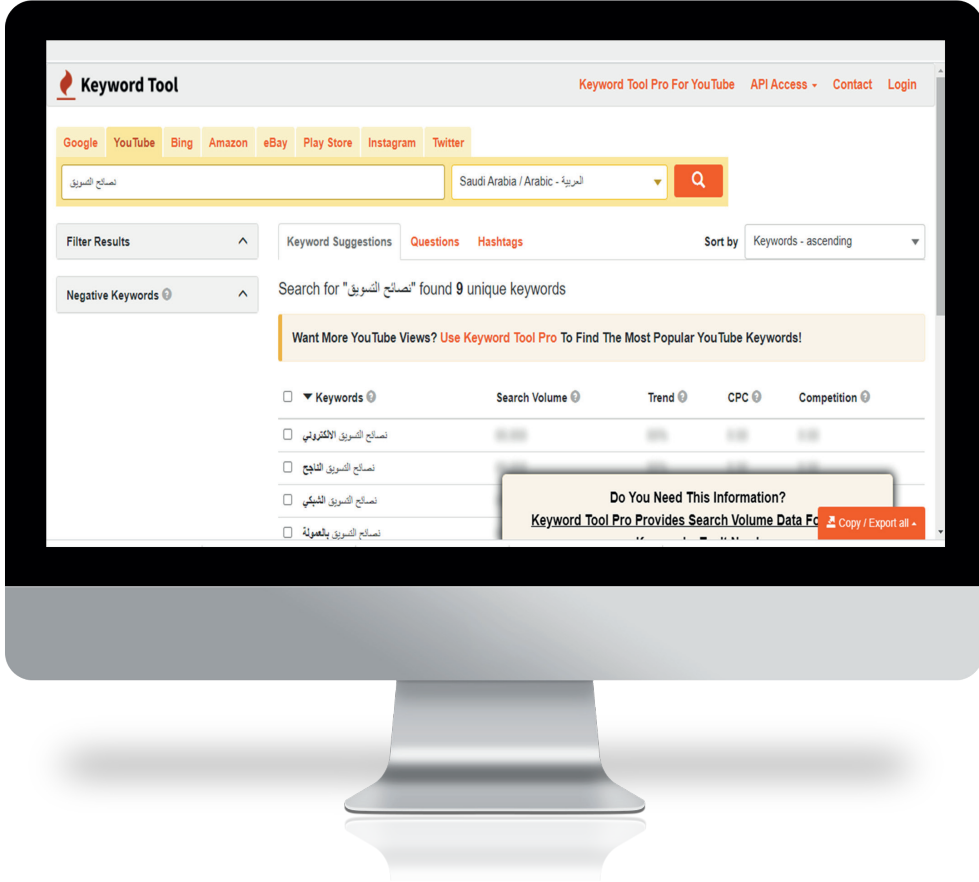 Keyword Tool
Keyword Tool Pro For YouTube API Access Contact Login
Google YouTube Bing Amazon eBay Play Store Instagram Twitter
نصائح التسويق
Saudi Arabia / Arabic - العربية
Filter Results
Keyword Suggestions Questions Hashtags
Sort by Keywords - ascending
Negative Keywords
Search for "نصائح التسويق" found 9 unique keywords
Want More YouTube Views? Use Keyword Tool Pro To Find The Most Popular YouTube Keywords!
Keywords Search Volume Trend CPC Competition
نصائح التسويق الالكتروني
نصائح التسويق الناجح
نصائح التسويق الشبكي
نصائح التسويق بالعمولة
Do You Need This Information?
Keyword Tool Pro Provides Search Volume Data
Copy / Export all